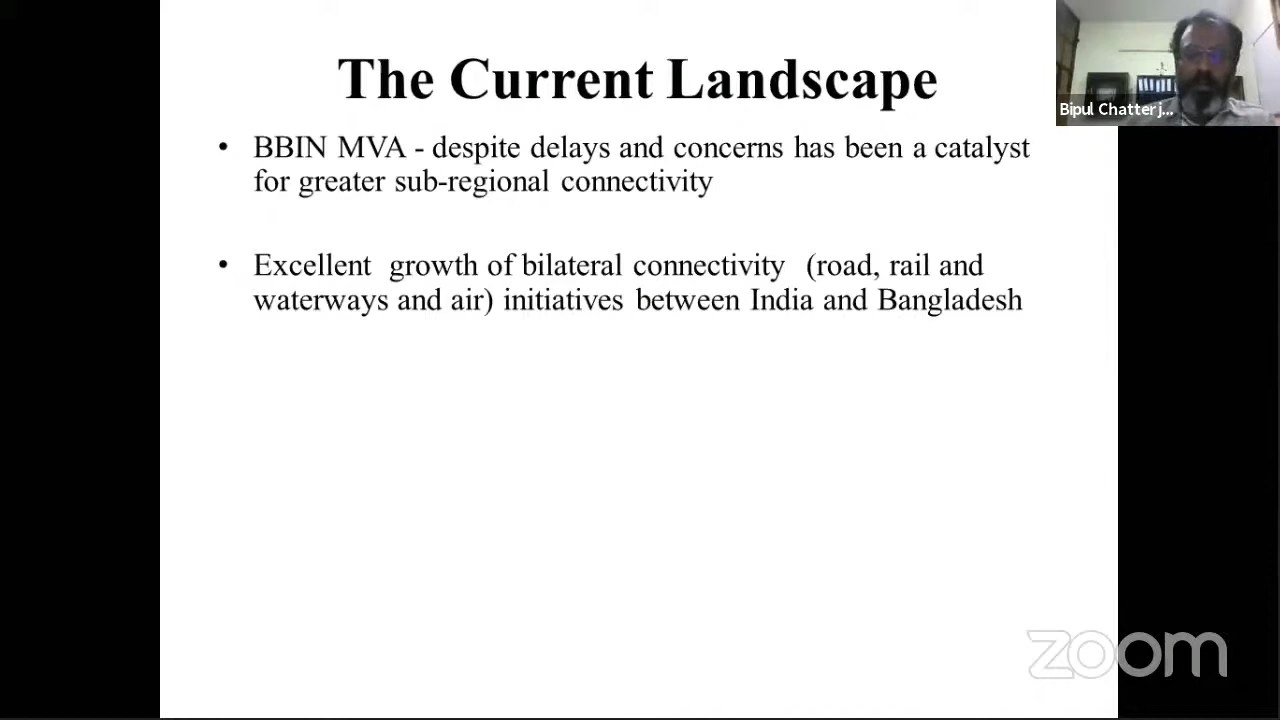 The Current Landscape
Bipul Chatterj...
• BBIN MVA - despite delays and concerns has been a catalyst
for greater sub-regional connectivity
• Excellent growth of bilateral connectivity (road, rail and
waterways and air) initiatives between India and Bangladesh
zoom